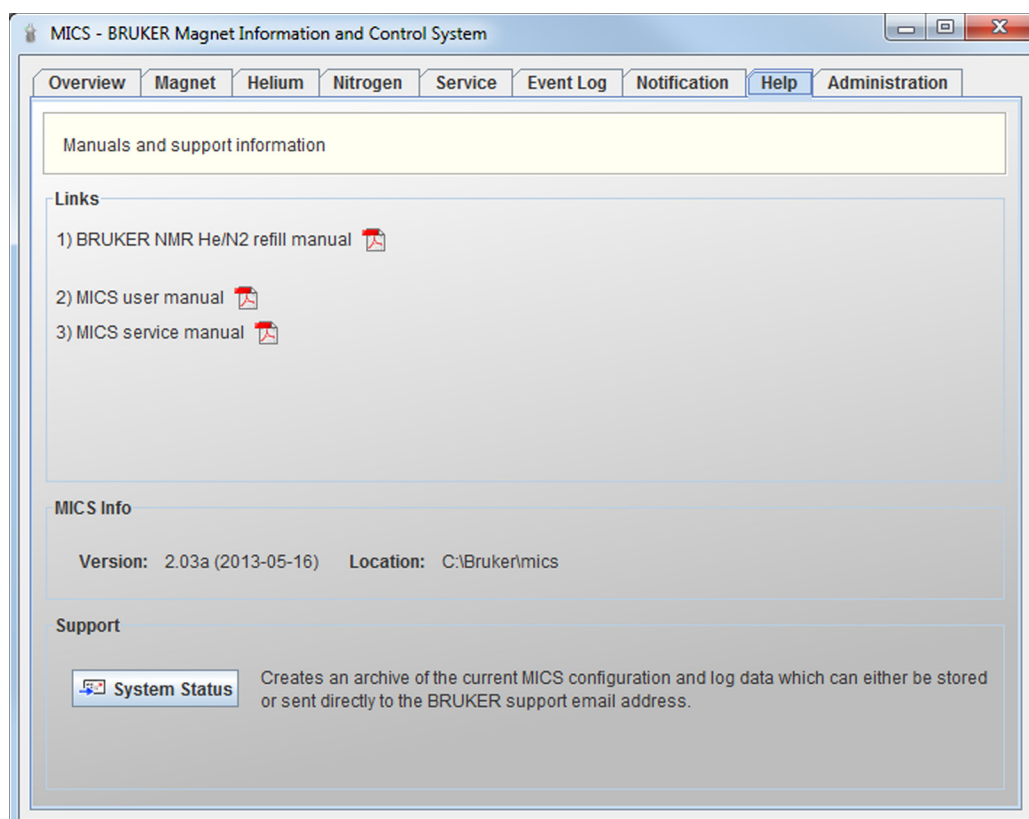 MICS - BRUKER Magnet Information and Control System
Overview Magnet Helium Nitrogen Service Event Log Notification Help Administration
Manuals and support information
Links
1) BRUKER NMR He/N2 refill manual
2) MICS user manual
3) MICS service manual
MICS Info
Version: 2.03a (2013-05-16) Location: C:\Bruker\mics
Support
System Status
Creates an archive of the current MICS configuration and log data which can either be stored
or sent directly to the BRUKER support email address.